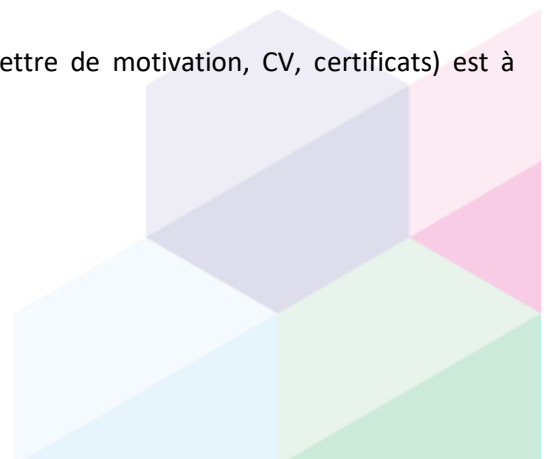 ettre de motivation, CV, certificats) est à